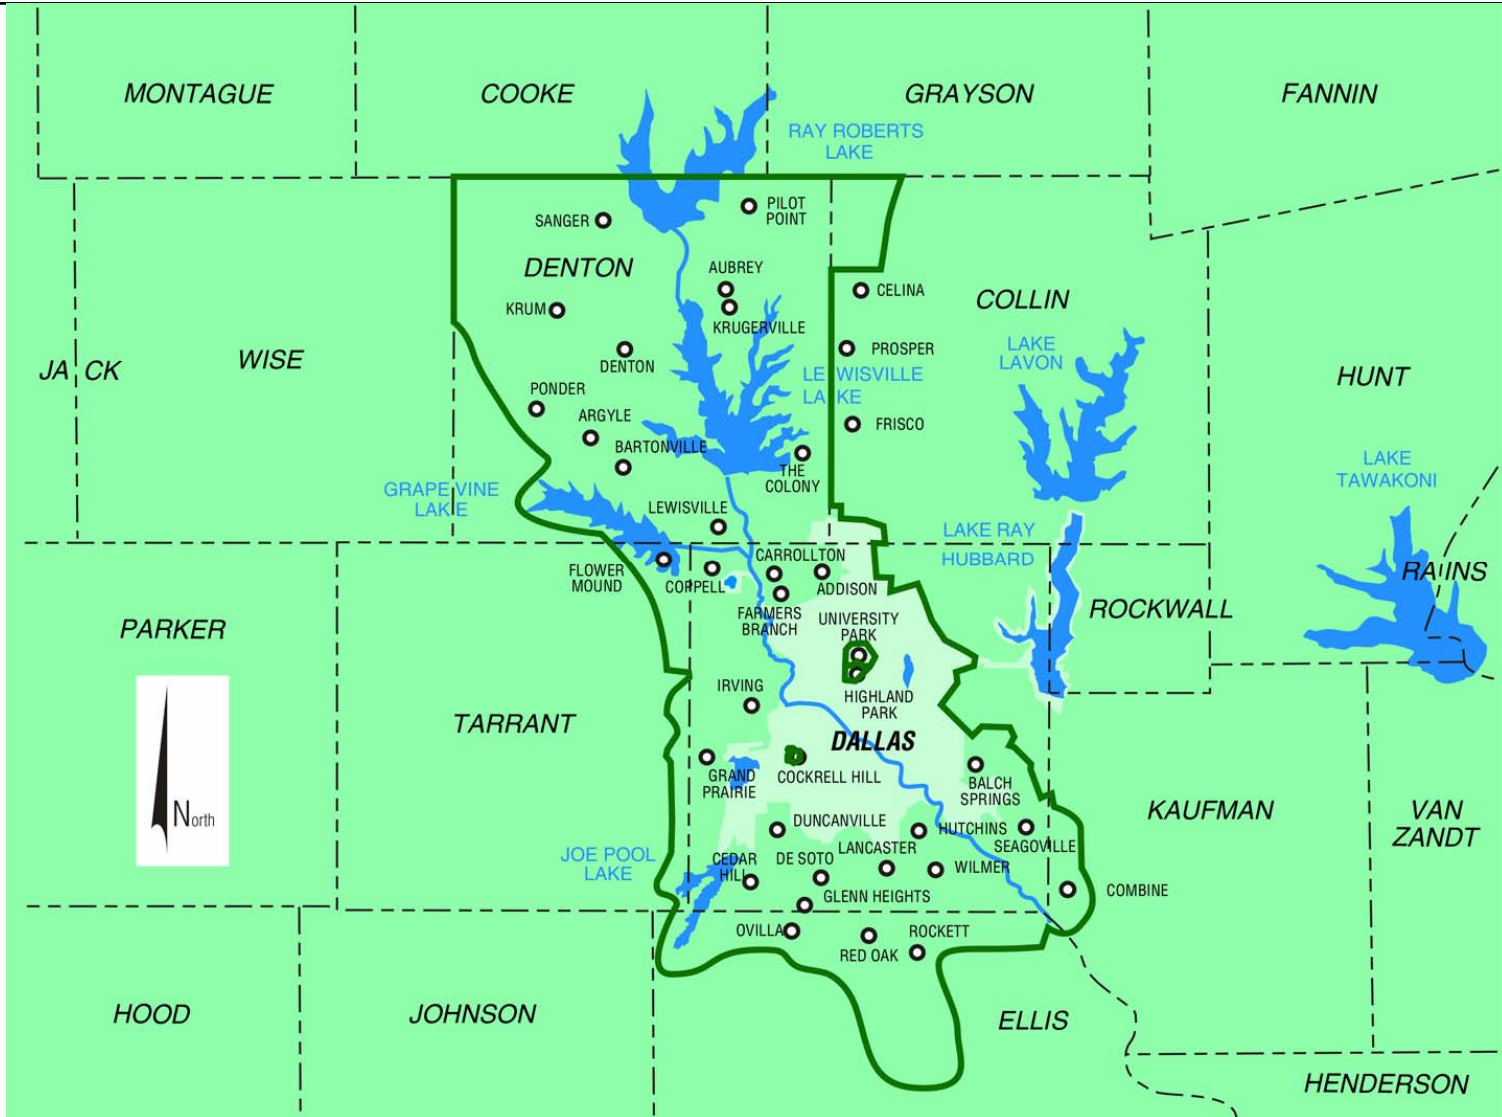 MONTAGUE
COOKE
GRAYSON
FANNIN
RAY ROBERTS
LAKE
SANGER
PILOT
POINT
DENTON
AUBREY
CELINA
COLLIN
KRUM
KRUGERVILLE
JA CK
WISE
DENTON
PROSPER
LAKE
LAVON
HUNT
LEWISVILLE
LAKE
PONDER
ARGYLE
FRISCO
BARTONVILLE
THE
COLONY
LAKE
TAWAKONI
GRAPE VINE
LAKE
LEWISVILLE
LAKE RAY
HUBBARD
CARROLLTON
FLOWER
MOUND
COPPELL
ADDISON
RAINS
FARMERS
BRANCH
UNIVERSITY
PARK
ROCKWALL
PARKER
IRVING
HIGHLAND
PARK
TARRANT
DALLAS
GRAND
PRAIRIE
COCKRELL HILL
BALCH
SPRINGS
North
KAUFMAN
VAN
ZANDT
DUNCANVILLE
HUTCHINS
SEAGOVILLE
JOE POOL
LAKE
CEDAR
HILL
DE SOTO
LANCASTER
WILMER
COMBINE
GLENN HEIGHTS
OVILLA
RED OAK
ROCKETT
HOOD
JOHNSON
ELLIS
HENDERSON